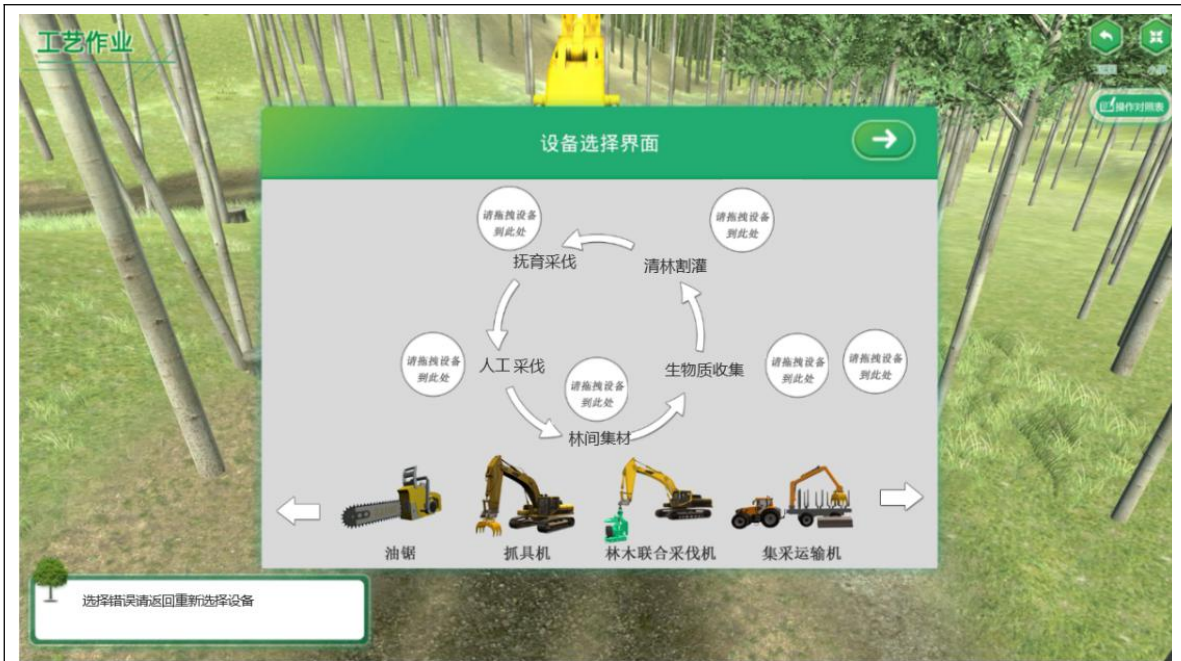 工艺作业
操作对照表
设备选择界面
请拖拽设备
到此处
请拖拽设备
到此处
抚育采伐
清林割灌
请拖拽设备
到此处
人工 采伐
请拖拽设备
到此处
生物质收集
请拖拽设备
到此处
请拖拽设备
到此处
林间集材
油锯
抓具机
林木联合采伐机
集采运输机
选择错误请返回重新选择设备